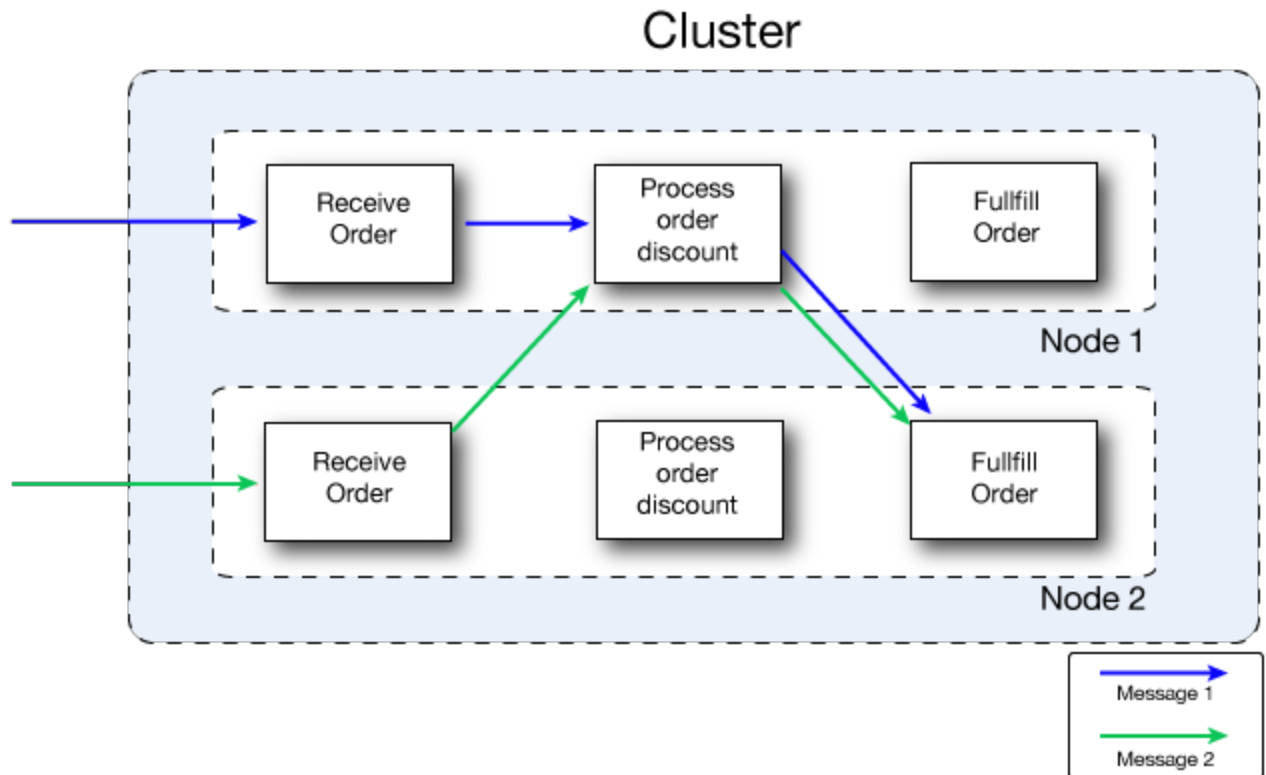 Cluster
Receive
Order
Process
order
discount
Fullfill
Order
Node 1
Receive
Order
Process
order
discount
Fullfill
Order
Node 2
Message 1
Message 2